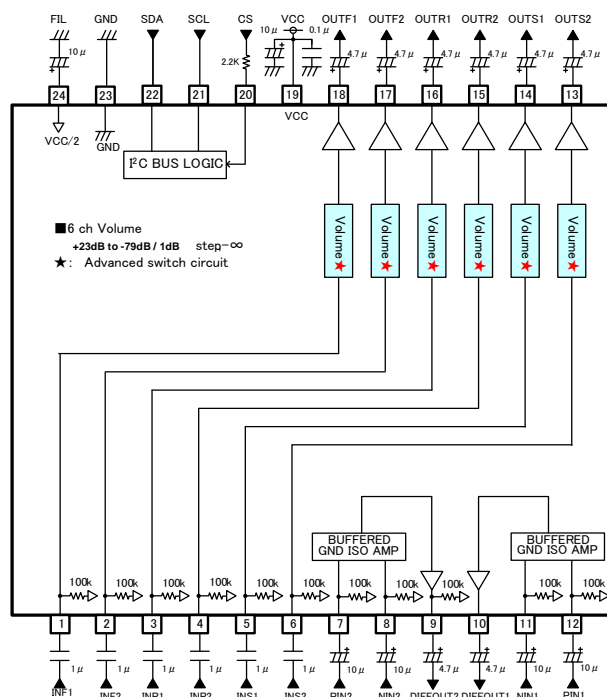 FIL GND SDA SCL CS VCC OUTF1 OUTF2 OUTR1 OUTR2 OUTS1 OUTS2
10μ 0.1μ
10μ 2.2K 4.7μ 4.7μ 4.7μ 4.7μ 4.7μ 4.7μ
24 23 22 21 20 19 18 17 16 15 14 13
VCC
VCC/2 GND
I²C BUS LOGIC
■6 ch Volume
+23dB to -79dB / 1dB step-∞
★: Advanced switch circuit
Volume★ Volume★ Volume★ Volume★ Volume★ Volume★
BUFFERED
GND ISO AMP
BUFFERED
GND ISO AMP
100k 100k 100k 100k 100k 100k 100k 100k 100k 100k 100k
1 2 3 4 5 6 7 8 9 10 11 12
1μ 1μ 1μ 1μ 1μ 1μ 10μ 10μ 4.7μ 4.7μ 10μ 10μ
INF1 INF2 INR1 INR2 INS1 INS2 PIN2 NIN2 DIFFOUT2 DIFFOUT1 NIN1 PIN1